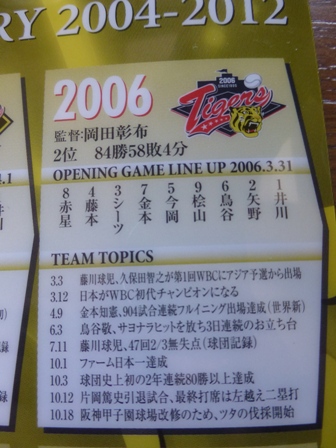 RY 2004-2012
2006
2006
Tigers
監督:岡田彰布
2位 84勝58敗4分
OPENING GAME LINE UP 2006.3.31
8 4 3 7 5 9 6 2 1
赤星 藤本 シーツ 金本 今岡 桧山 鳥谷 矢野 井川
TEAM TOPICS
3.3 藤川球児、久保田智之が第1回WBCにアジア予選から出場
3.12 日本がWBC初代チャンピオンになる
4.9 金本知憲、904試合連続フルイニング出場達成(世界新)
6.3 鳥谷敬、サヨナラヒットを放ち3日連続のお立ち台
7.11 藤川球児、47回2/3無失点(球団記録)
10.1 ファーム日本一達成
10.3 球団史上初の2年連続80勝以上達成
10.12 片岡篤史引退試合、最終打席は左越え二塁打
10.18 阪神甲子園球場改修のため、ツタの伐採開始